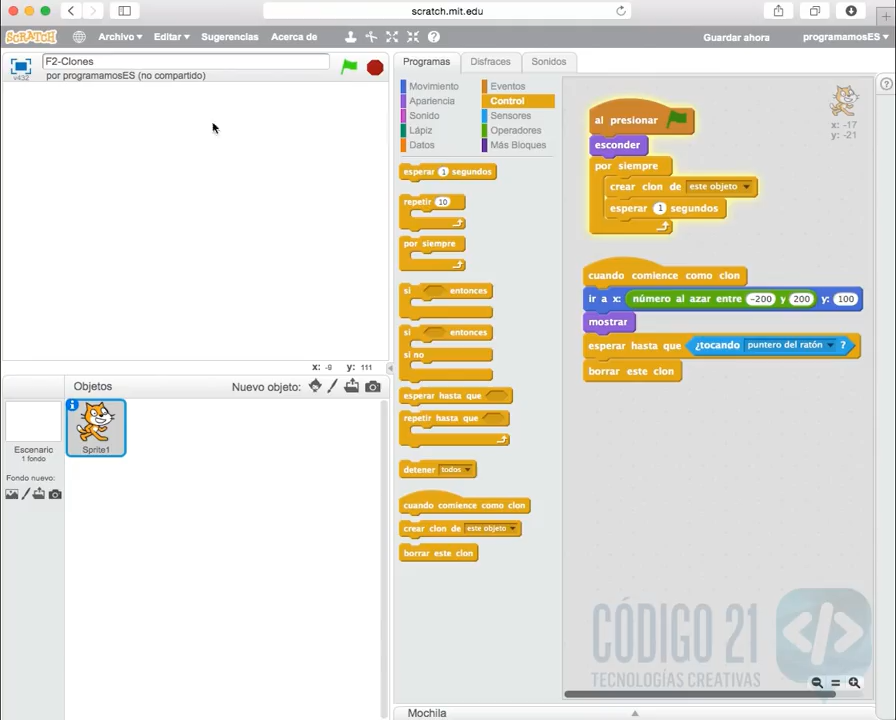 scratch.mit.edu
SCRATCH
Archivo
Editar
Sugerencias
Acerca de
Guardar ahora
programamosES
v432
F2-Clones
por programamosES (no compartido)
x: -9 y: 111
Objetos
Nuevo objeto:
Escenaric
1 fondo
Fondo nuevo:
Sprite1
Programas
Disfraces
Sonidos
Movimiento
Eventos
Apariencia
Control
Sonido
Sensores
Lápiz
Operadores
Datos
Más Bloques
esperar 1 segundos
repetir 10
por siempre
si entonces
si entonces
si no
esperar hasta que
repetir hasta que
detener todos
cuando comience como clon
crear clon de este objeto
borrar este clon
al presionar
esconder
por siempre
crear clon de este objeto
esperar 1 segundos
cuando comience como clon
ir a x: número al azar entre -200 y 200 y: 100
mostrar
esperar hasta que ¿tocando puntero del ratón ?
borrar este clon
x: -17
y: -21
CÓDIGO 21
TECNOLOGÍAS CREATIVAS
Mochila